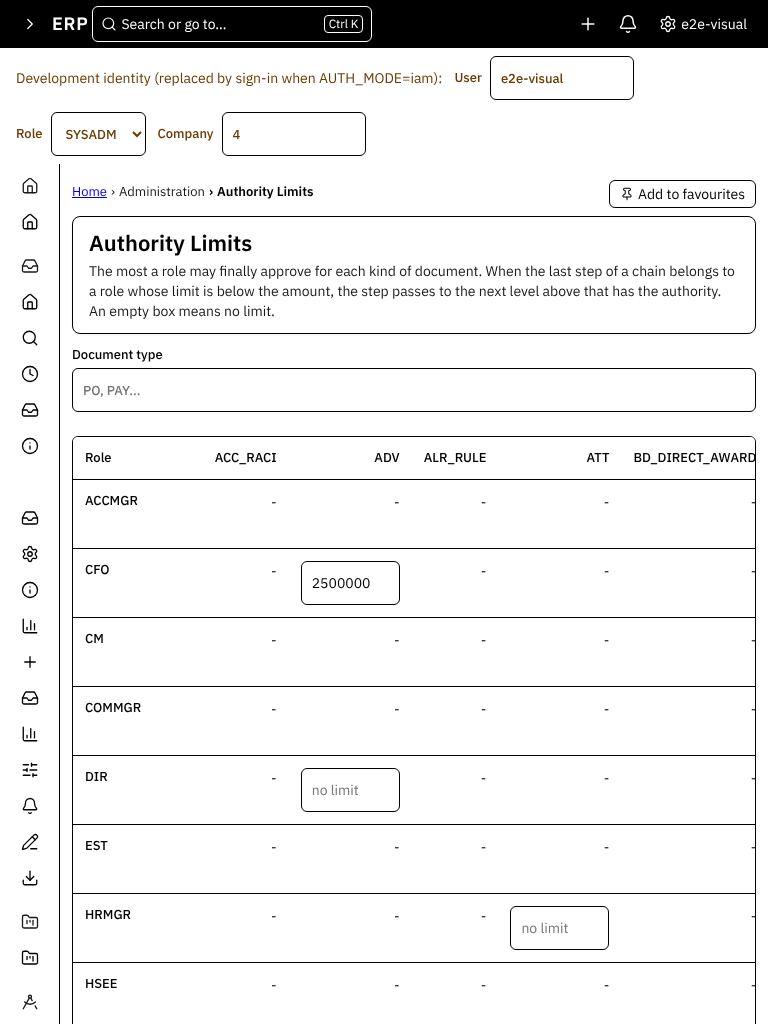 ERP
Search or go to...
Ctrl K
e2e-visual
Development identity (replaced by sign-in when AUTH_MODE=iam):
User
e2e-visual
Role
SYSADM
Company
4
Home › Administration › Authority Limits
Add to favourites
Authority Limits
The most a role may finally approve for each kind of document. When the last step of a chain belongs to
a role whose limit is below the amount, the step passes to the next level above that has the authority.
An empty box means no limit.
Document type
PO, PAY...
Role ACC_RACI ADV ALR_RULE ATT BD_DIRECT_AWARD
ACCMGR - - - - -
CFO - 2500000 - - -
CM - - - - -
COMMGR - - - - -
DIR - no limit - - -
EST - - - - -
HRMGR - - - no limit -
HSEE - - - - -